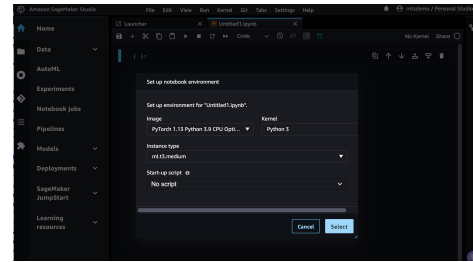 Amazon SageMaker Studio
File Edit View Run Kernel Git Tabs Settings Help
mtsdemo / Personal Studio
Launcher
Untitled1.ipynb
Code
No Kernel Share
Home
Data
AutoML
Experiments
Notebook jobs
Pipelines
Models
Deployments
SageMaker
JumpStart
Learning
resources
[ ]:
Set up notebook environment
Set up environment for "Untitled1.ipynb".
Image Kernel
PyTorch 1.13 Python 3.9 CPU Opti... Python 3
Instance type
ml.t3.medium
Start-up script
No script
Cancel Select